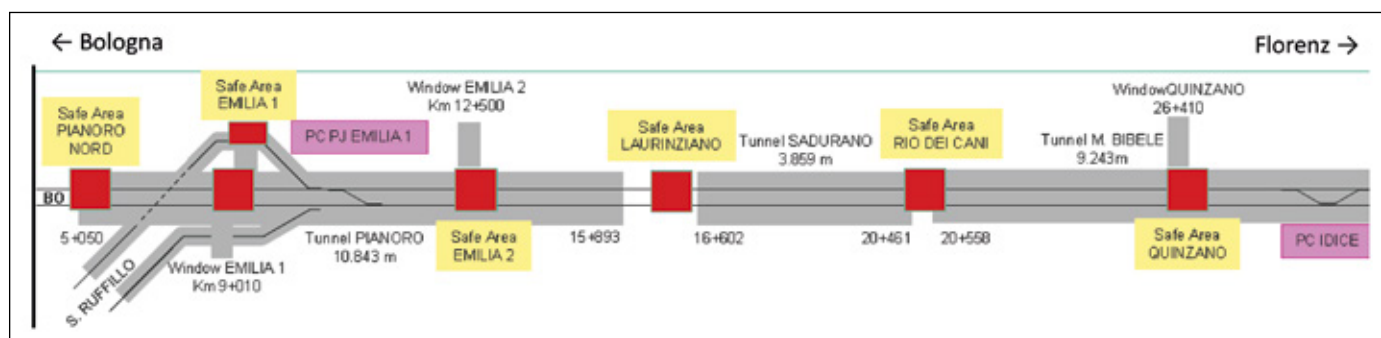 ← Bologna
Florenz →
Safe Area
PIANORO
NORD
Safe Area
EMILIA 1
PC PJ EMILIA 1
Window EMILIA 2
Km 12+500
Safe Area
LAURINZIANO
Tunnel SADURANO
3.859 m
Safe Area
RIO DEI CANI
Tunnel M. BIBELE
9.243m
WindowQUINZANO
26+410
BO
5+050
S. RUFFILLO
Window EMILIA 1
Km 9+010
Tunnel PIANORO
10.843 m
Safe Area
EMILIA 2
15+893
16+602
20+461
20+558
Safe Area
QUINZANO
PC IDICE